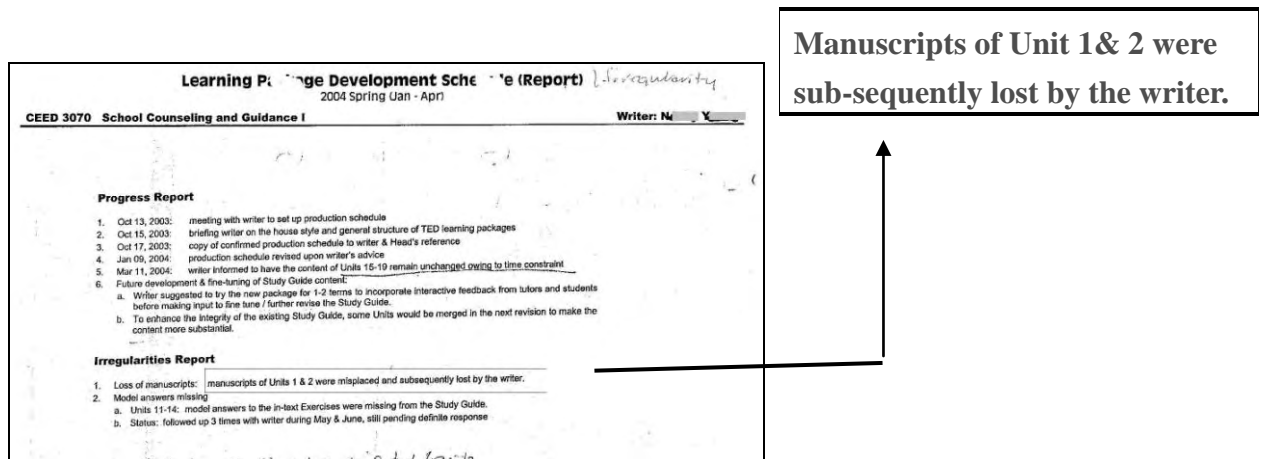 Manuscripts of Unit 1& 2 were
sub-sequently lost by the writer.
Development (Report) Irregularity
2004 Spring (Jan - Apr)
CEED 3070 School Counseling and Guidance I Writer:
Progress Report
1. Oct 13, 2003: meeting with writer to set up production schedule
2. Oct 15, 2003: briefing writer on the house style and general structure of TED learning packages
3. Oct 17, 2003: copy of confirmed production schedule to writer & Head's reference
4. Jan 09, 2004: production schedule revised upon writer's advice
5. Mar 11, 2004: writer informed to have the content of Units 15-19 remain unchanged owing to time constraint
6. Future development & fine-tuning of Study Guide content:
a. Writer suggested to try the new package for 1-2 terms to incorporate interactive feedback from tutors and students
before making input to fine tune / further revise the Study Guide.
b. To enhance the integrity of the existing Study Guide, some Units would be merged in the next revision to make the
content more substantial.
Irregularities Report
1. Loss of manuscripts: manuscripts of Units 1 & 2 were misplaced and subsequently lost by the writer.
2. Model answers missing
a. Units 11-14: model answers to the in-text Exercises were missing from the Study Guide.
b. Status: followed up 3 times with writer during May & June, still pending definite response